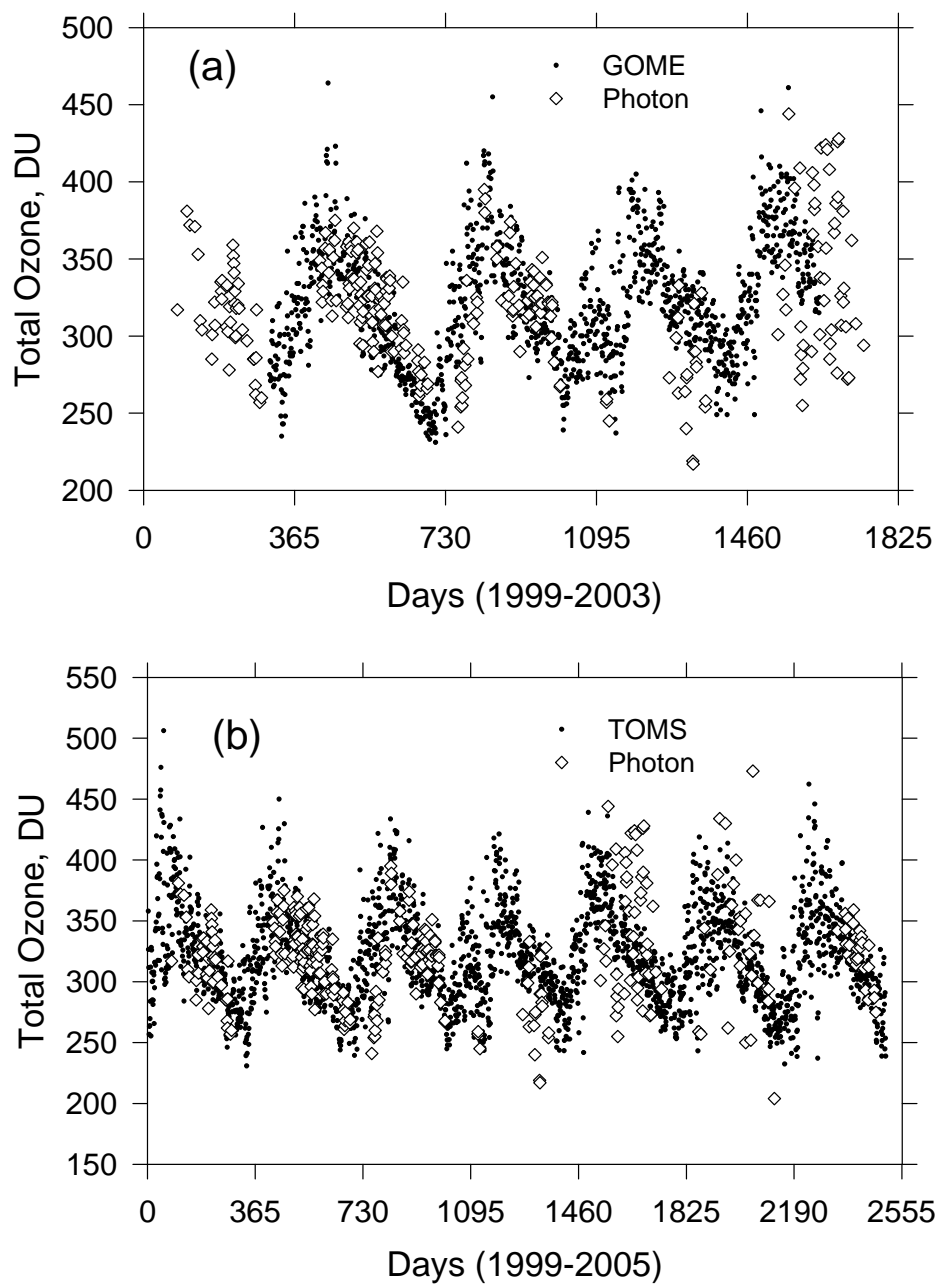 500
(a)
GOME
Photon
450
400
350
300
250
200
Total Ozone, DU
0 365 730 1095 1460 1825
Days (1999-2003)
550
(b)
TOMS
Photon
500
450
400
350
300
250
200
150
Total Ozone, DU
0 365 730 1095 1460 1825 2190 2555
Days (1999-2005)